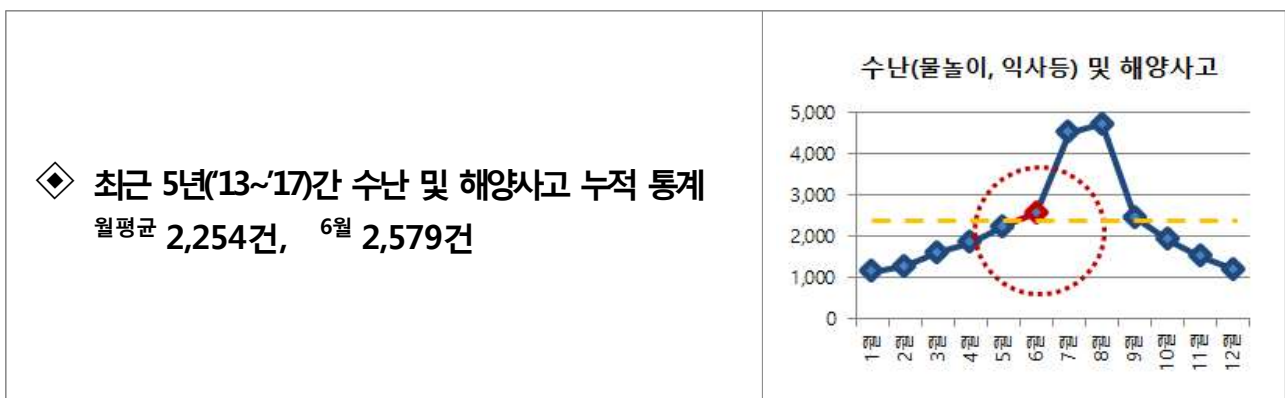 ◈ 최근 5년('13~'17)간 수난 및 해양사고 누적 통계
월평균 2,254건, 6월 2,579건
수난(물놀이, 익사등) 및 해양사고
5,000
4,000
3,000
2,000
1,000
0
1월 2월 3월 4월 5월 6월 7월 8월 9월 10월 11월 12월